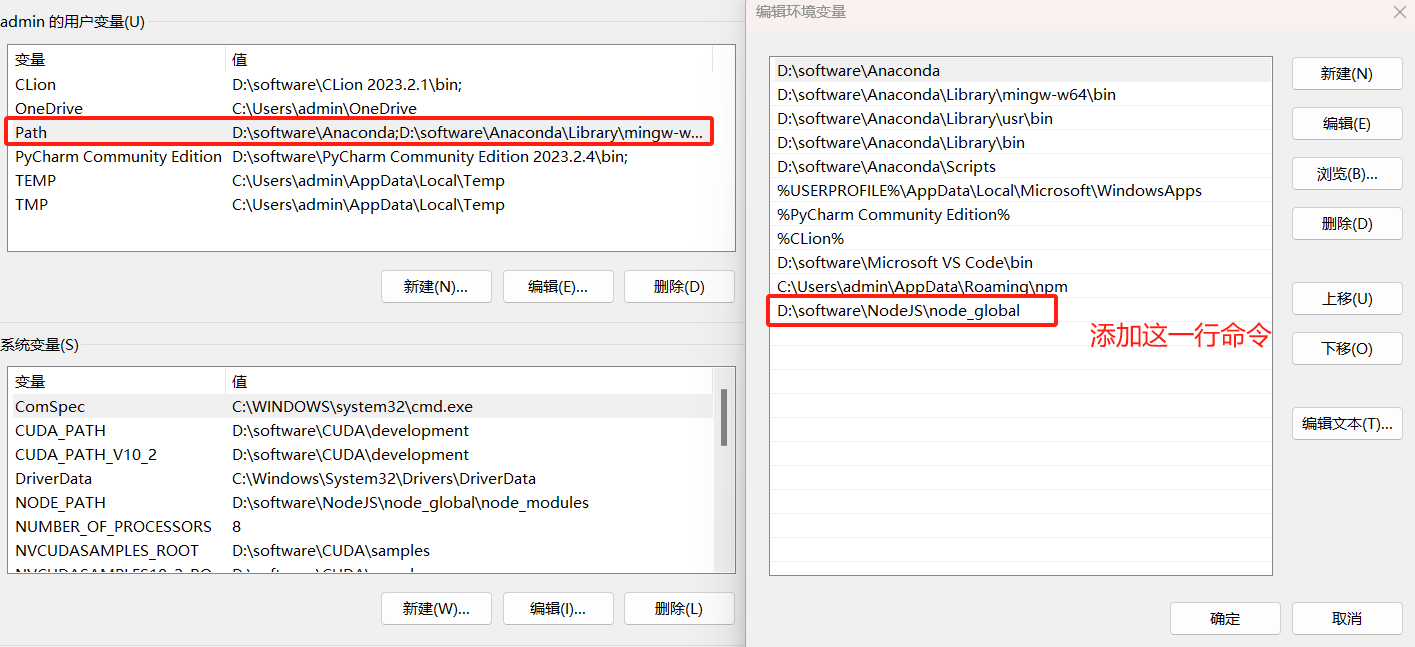 admin 的用户变量(U)
变量 值
CLion D:\software\CLion 2023.2.1\bin;
OneDrive C:\Users\admin\OneDrive
Path D:\software\Anaconda;D:\software\Anaconda\Library\mingw-w...
PyCharm Community Edition D:\software\PyCharm Community Edition 2023.2.4\bin;
TEMP C:\Users\admin\AppData\Local\Temp
TMP C:\Users\admin\AppData\Local\Temp
新建(N)... 编辑(E)... 删除(D)
系统变量(S)
变量 值
ComSpec C:\WINDOWS\system32\cmd.exe
CUDA_PATH D:\software\CUDA\development
CUDA_PATH_V10_2 D:\software\CUDA\development
DriverData C:\Windows\System32\Drivers\DriverData
NODE_PATH D:\software\NodeJS\node_global\node_modules
NUMBER_OF_PROCESSORS 8
NVCUDASAMPLES_ROOT D:\software\CUDA\samples
新建(W)... 编辑(I)... 删除(L)
编辑环境变量
D:\software\Anaconda
D:\software\Anaconda\Library\mingw-w64\bin
D:\software\Anaconda\Library\usr\bin
D:\software\Anaconda\Library\bin
D:\software\Anaconda\Scripts
%USERPROFILE%\AppData\Local\Microsoft\WindowsApps
%PyCharm Community Edition%
%CLion%
D:\software\Microsoft VS Code\bin
C:\Users\admin\AppData\Roaming\npm
D:\software\NodeJS\node_global
添加这一行命令
新建(N)
编辑(E)
浏览(B)...
删除(D)
上移(U)
下移(O)
编辑文本(T)...
确定 取消